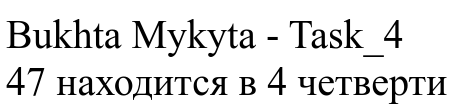 Bukhta Mykyta - Task_4
47 находится в 4 четверти